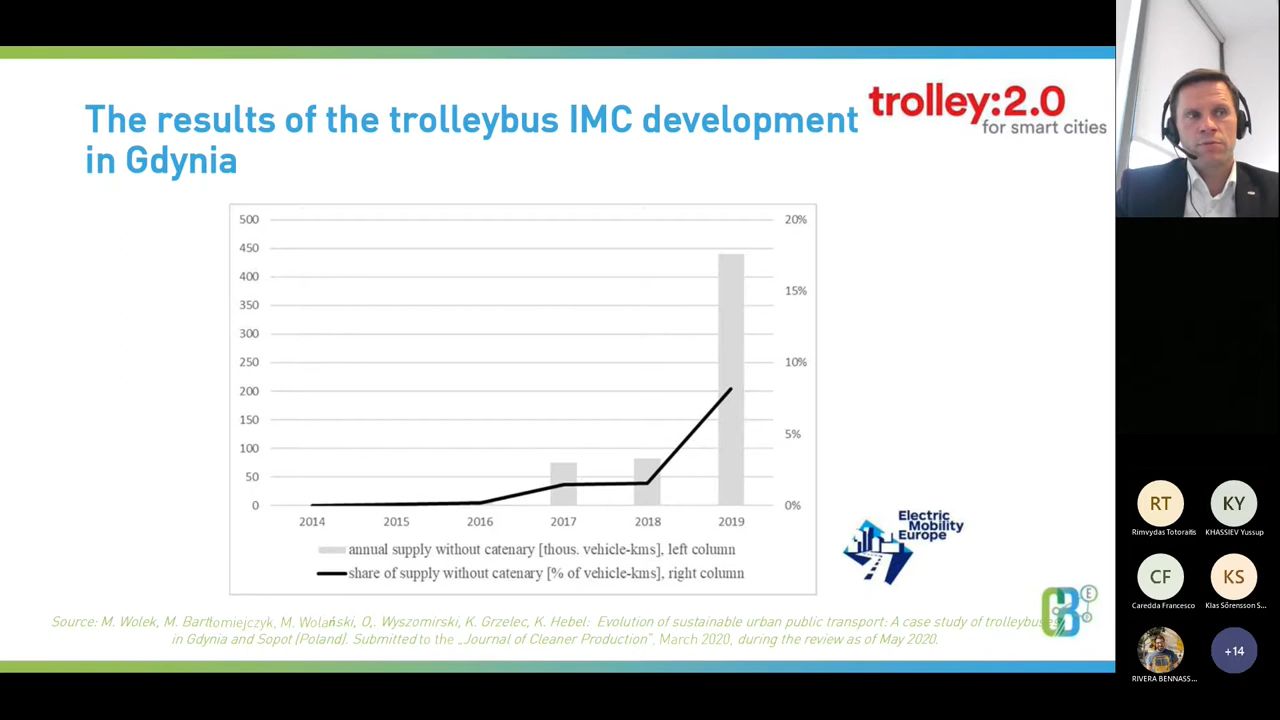 The results of the trolleybus IMC development
in Gdynia
trolley:2.0
for smart cities
500
450
400
350
300
250
200
150
100
50
0
20%
15%
10%
5%
0%
2014 2015 2016 2017 2018 2019
annual supply without catenary [thous. vehicle-kms], left column
share of supply without catenary [% of vehicle-kms], right column
Electric
Mobility
Europe
E
Source: M. Wolek, M. Bartłomiejczyk, M. Wolański, O,. Wyszomirski, K. Grzelec, K. Hebel: Evolution of sustainable urban public transport: A case study of trolleybuses
in Gdynia and Sopot (Poland). Submitted to the „Journal of Cleaner Production", March 2020, during the review as of May 2020.
RT
Rimvydas Totoraitis
KY
KHASSIEV Yussup
CF
Caredda Francesco
KS
Klas Sörensson S...
RIVERA BENNASS...
+14